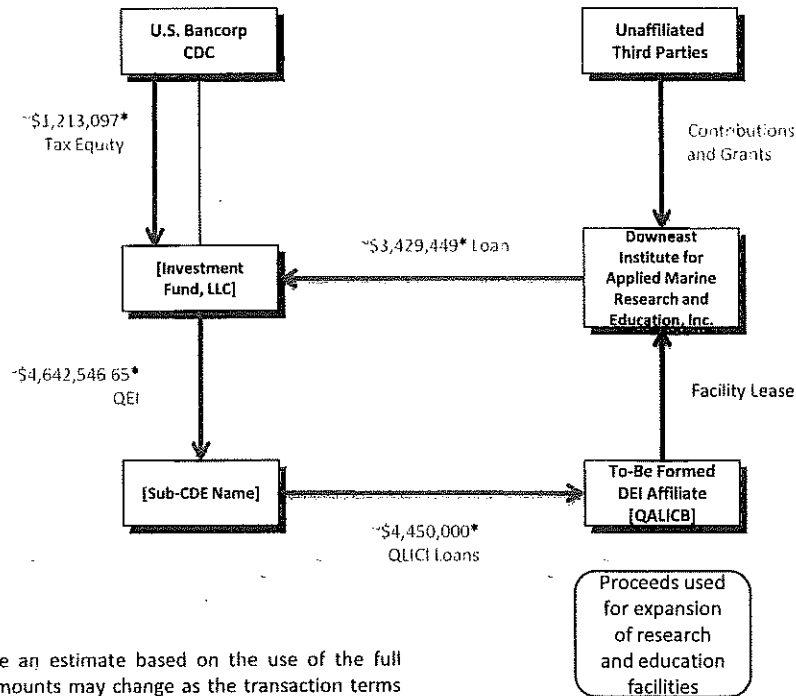 U.S. Bancorp
CDC
Unaffiliated
Third Parties
~$1,213,097*
Tax Equity
Contributions
and Grants
[Investment
Fund, LLC]
~$3,429,449* Loan
Downeast
Institute for
Applied Marine
Research and
Education, Inc.
~$4,642,546 65*
QEI
Facility Lease
[Sub-CDE Name]
~$4,450,000*
QLICI Loans
To-Be Formed
DEI Affiliate
[QALICB]
Proceeds used
for expansion
of research
and education
facilities
e an estimate based on the use of the full
mounts may change as the transaction terms